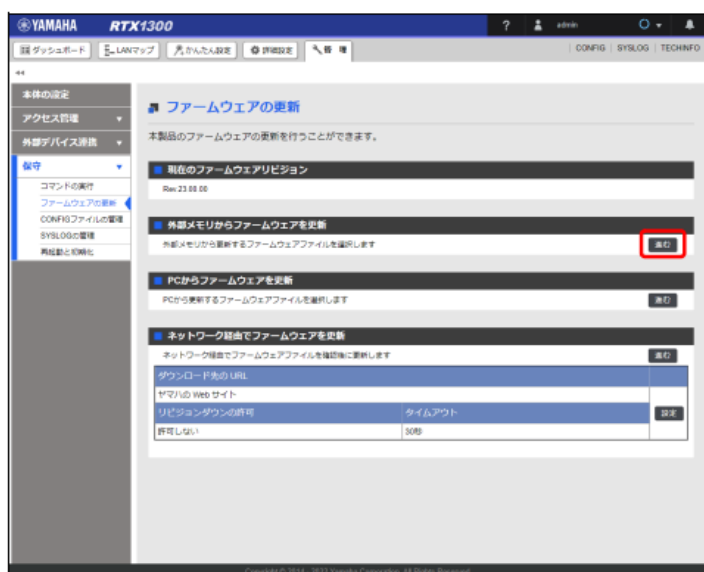 YAMAHA RTX1300
? admin
ダッシュボード LANマップ かんたん設定 詳細設定 管理 CONFIG SYSLOG TECHINFO
本体の設定
アクセス管理
外部デバイス連携
保守
コマンドの実行
ファームウェアの更新
CONFIGファイルの管理
SYSLOGの管理
再起動と初期化
ファームウェアの更新
本製品のファームウェアの更新を行うことができます。
現在のファームウェアリビジョン
Rev.23.00.00
外部メモリからファームウェアを更新
外部メモリから更新するファームウェアファイルを選択します 進む
PCからファームウェアを更新
PCから更新するファームウェアファイルを選択します 進む
ネットワーク経由でファームウェアを更新
ネットワーク経由でファームウェアファイルを確認後に更新します 進む
ダウンロード先の URL
ヤマハの Web サイト
リビジョンダウンの許可 タイムアウト 設定
許可しない 30秒
Copyright © 2014 - 2022 Yamaha Corporation. All Rights Reserved.